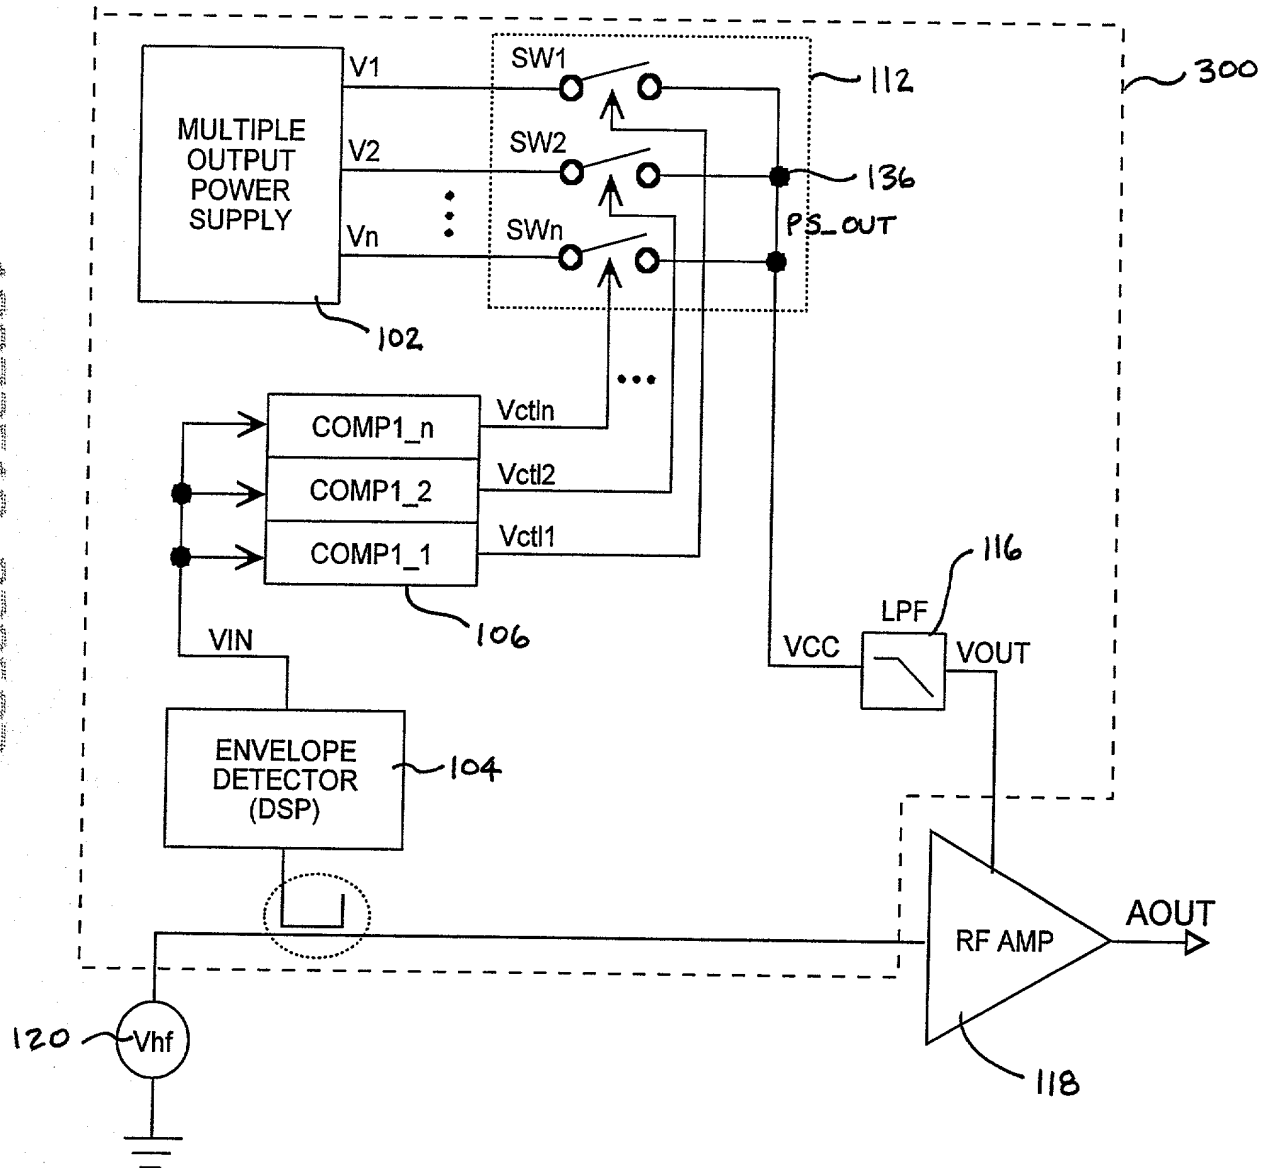 300
112
V1
SW1
MULTIPLE
OUTPUT
POWER
SUPPLY
V2
SW2
136
PS_OUT
Vn
SWn
102
COMP1_n
Vctln
COMP1_2
Vctl2
COMP1_1
Vctl1
106
116
LPF
VIN
VCC
VOUT
ENVELOPE
DETECTOR
(DSP)
104
RF AMP
AOUT
120
Vhf
118